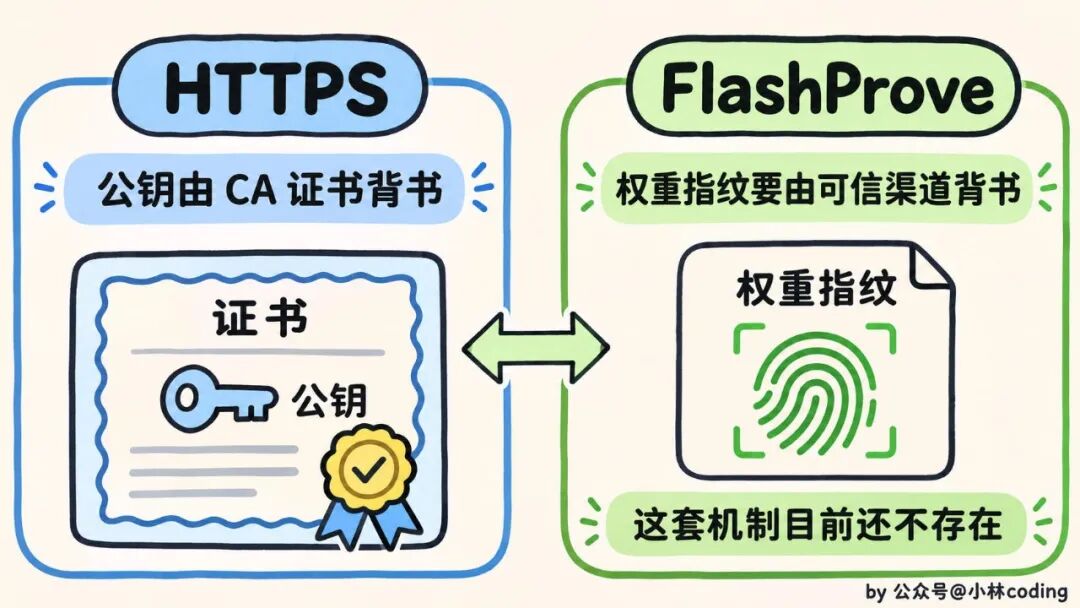 HTTPS
公钥由 CA 证书背书
证书
公钥
FlashProve
权重指纹要由可信渠道背书
权重指纹
这套机制目前还不存在
by 公众号@小林coding